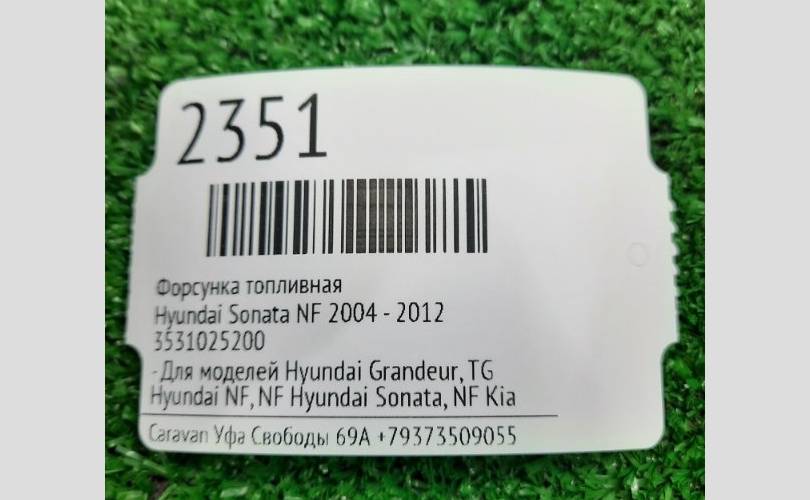 2351
Форсунка топливная
Hyundai Sonata NF 2004 - 2012
3531025200
-Для моделей Hyundai Grandeur, TG
Hyundai NF, NF Hyundai Sonata, NF Kia
Caravan Уфа Свободы 69А +79373509055